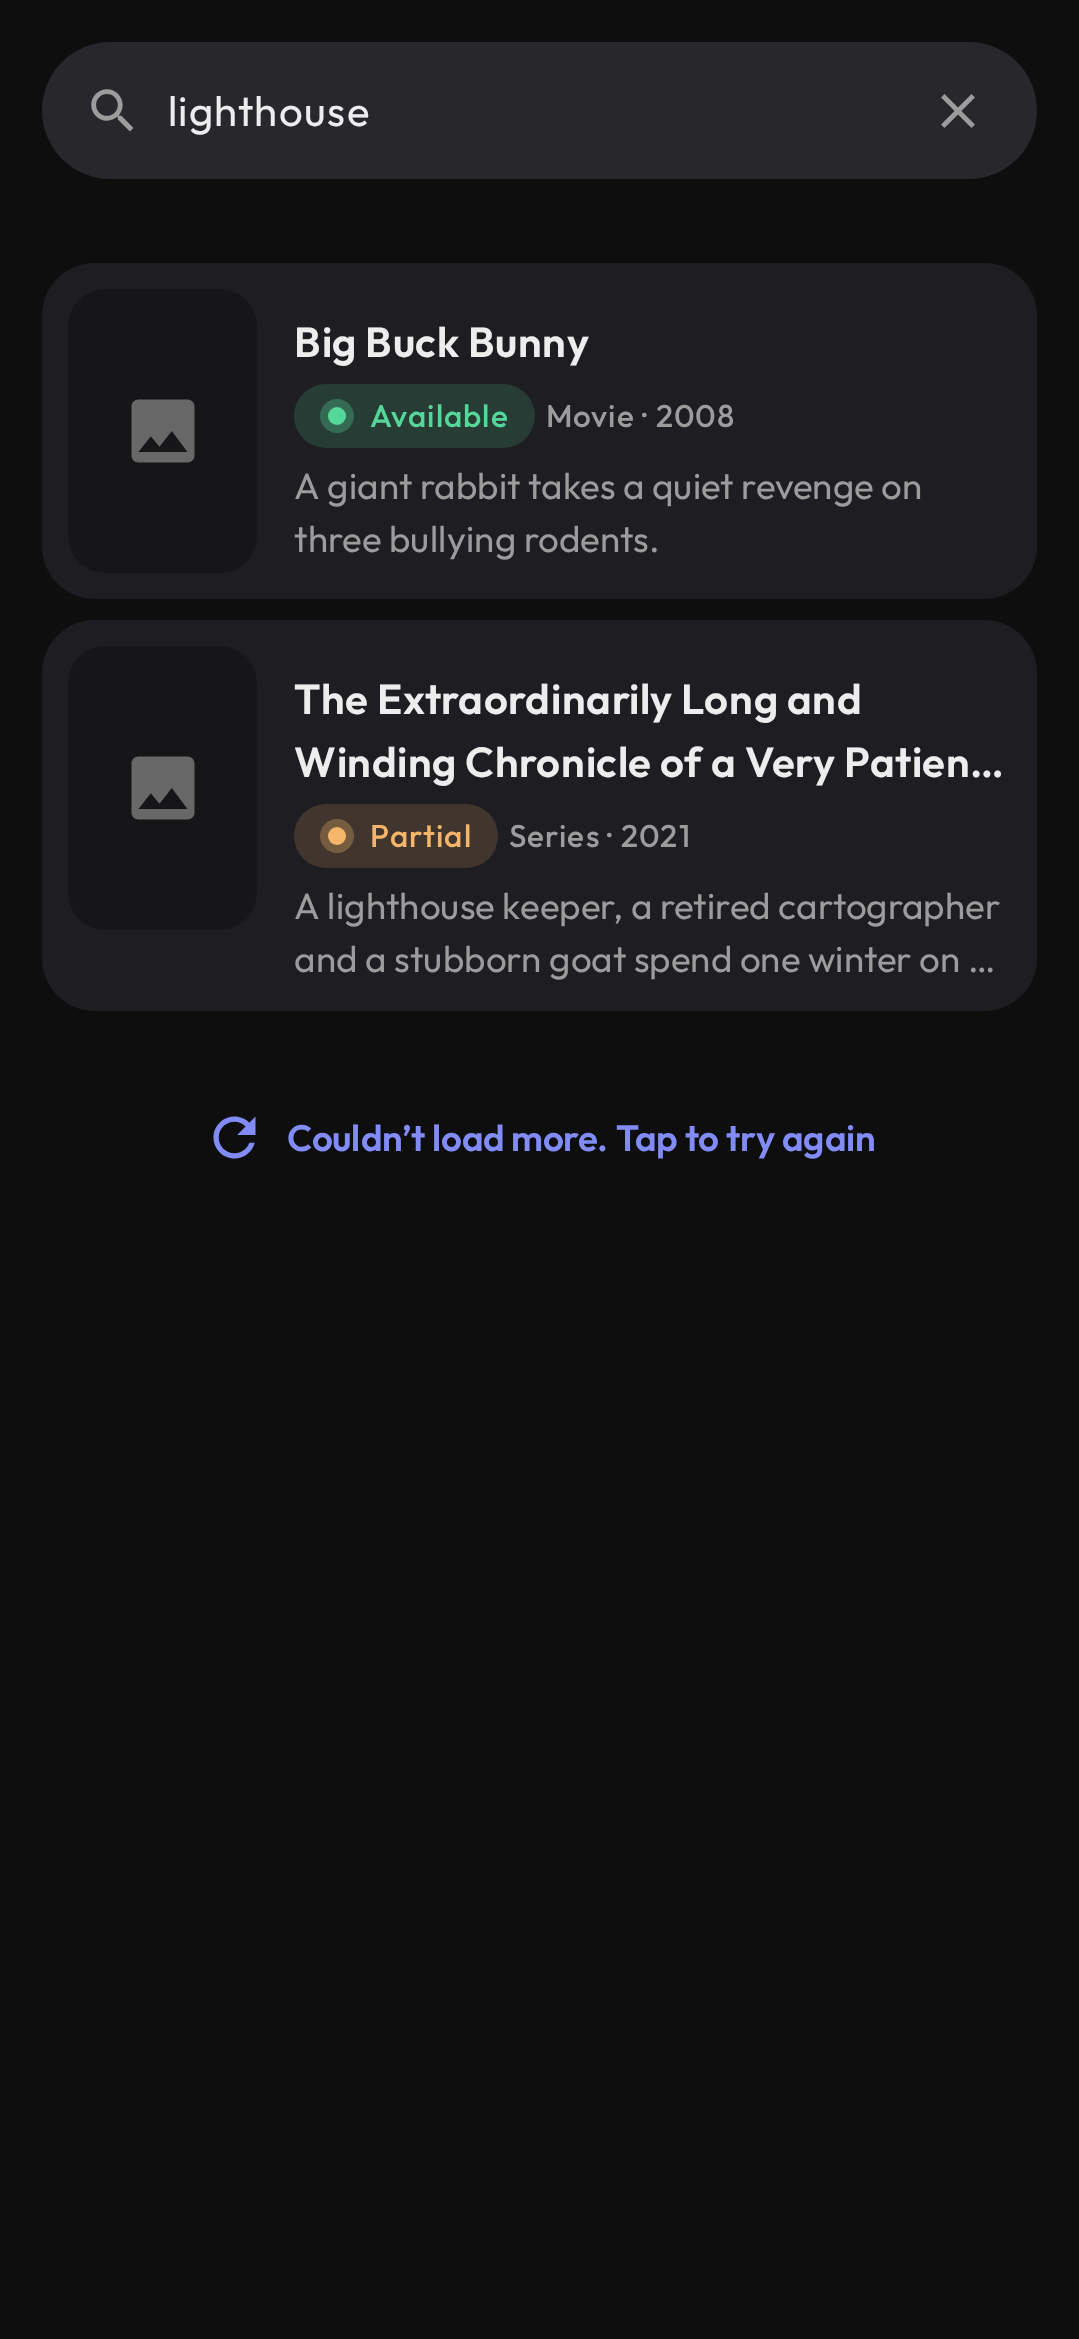 lighthouse
Big Buck Bunny
Available Movie · 2008
A giant rabbit takes a quiet revenge on
three bullying rodents.
The Extraordinarily Long and
Winding Chronicle of a Very Patien…
Partial Series · 2021
A lighthouse keeper, a retired cartographer
and a stubborn goat spend one winter on …
Couldn’t load more. Tap to try again